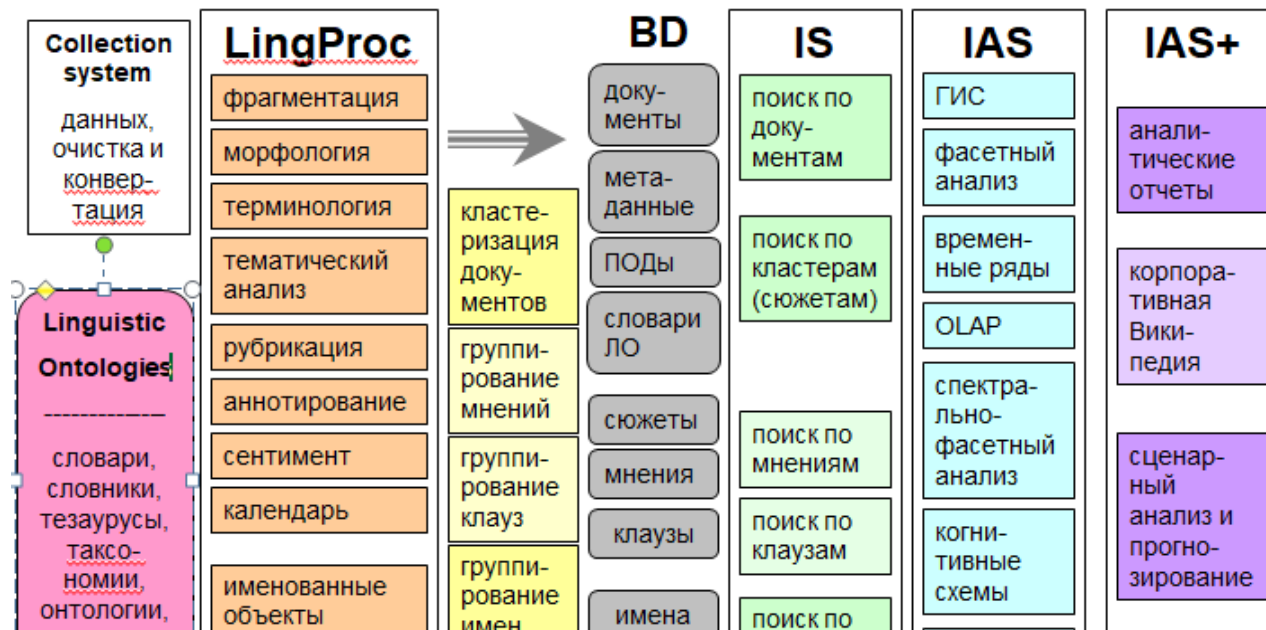 Collection
system
данных,
очистка и
конвер-
тация
Linguistic
Ontologies
--------------
словари,
словники,
тезаурусы,
таксо-
номии,
онтологии,
LingProc
фрагментация
морфология
терминология
тематический
анализ
рубрикация
аннотирование
сентимент
календарь
именованные
объекты
класте-
ризация
доку-
ментов
группи-
рование
мнений
группи-
рование
клауз
группи-
рование
имен
BD
доку-
менты
мета-
данные
ПОДы
словари
ЛО
сюжеты
мнения
клаузы
имена
IS
поиск по
доку-
ментам
поиск по
кластерам
(сюжетам)
поиск по
мнениям
поиск по
клаузам
поиск по
IAS
ГИС
фасетный
анализ
времен-
ные ряды
OLAP
спектра-
льно-
фасетный
анализ
когни-
тивные
схемы
IAS+
анали-
тические
отчеты
корпора-
тивная
Вики-
педия
сценар-
ный
анализ и
прогно-
зирование